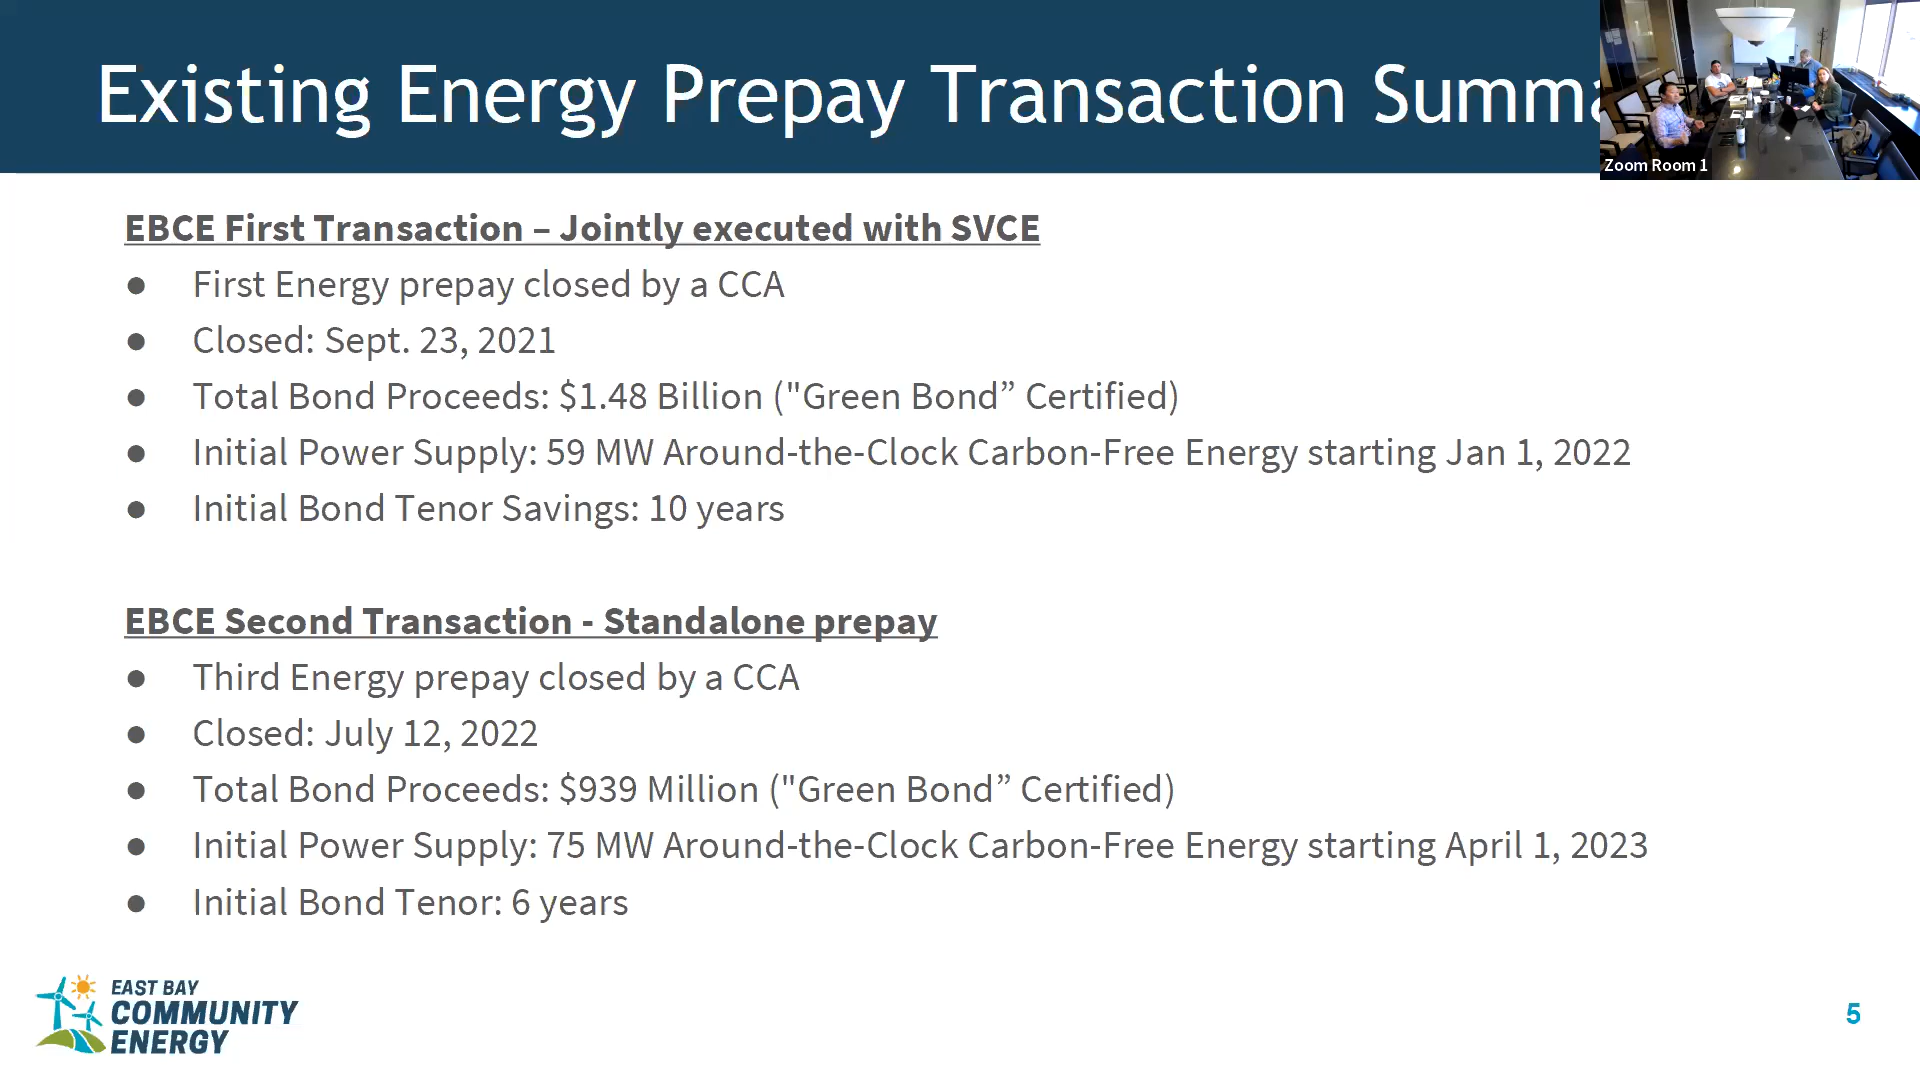 Existing Energy Prepay Transaction Summa
Zoom Room 1
EBCE First Transaction – Jointly executed with SVCE
● First Energy prepay closed by a CCA
● Closed: Sept. 23, 2021
● Total Bond Proceeds: $1.48 Billion ("Green Bond” Certified)
● Initial Power Supply: 59 MW Around-the-Clock Carbon-Free Energy starting Jan 1, 2022
● Initial Bond Tenor Savings: 10 years
EBCE Second Transaction - Standalone prepay
● Third Energy prepay closed by a CCA
● Closed: July 12, 2022
● Total Bond Proceeds: $939 Million ("Green Bond” Certified)
● Initial Power Supply: 75 MW Around-the-Clock Carbon-Free Energy starting April 1, 2023
● Initial Bond Tenor: 6 years
EAST BAY
COMMUNITY
ENERGY
5